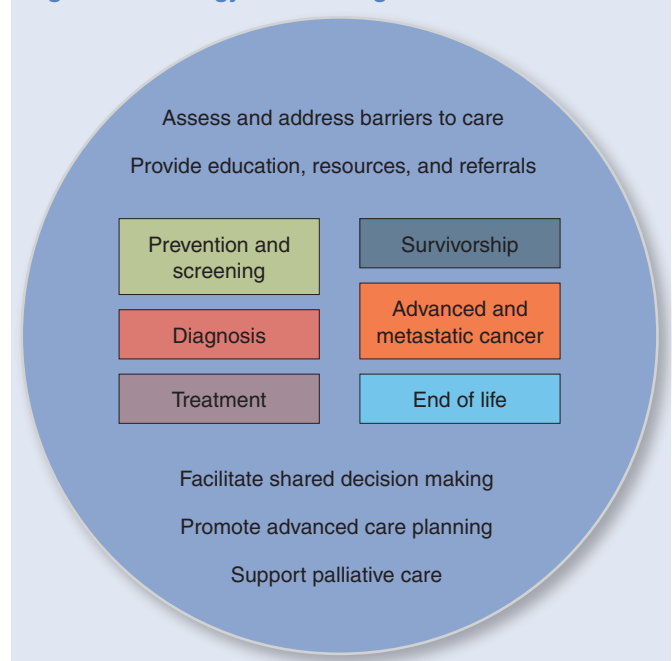 Assess and address barriers to care
Provide education, resources, and referrals
Prevention and
screening
Diagnosis
Treatment
Survivorship
Advanced and
metastatic cancer
End of life
Facilitate shared decision making
Promote advanced care planning
Support palliative care